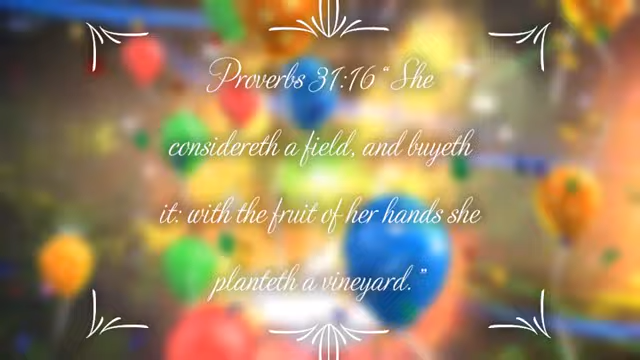 Proverbs 31:16 “She
considereth a field, and buyeth
it: with the fruit of her hands she
planteth a vineyard.”